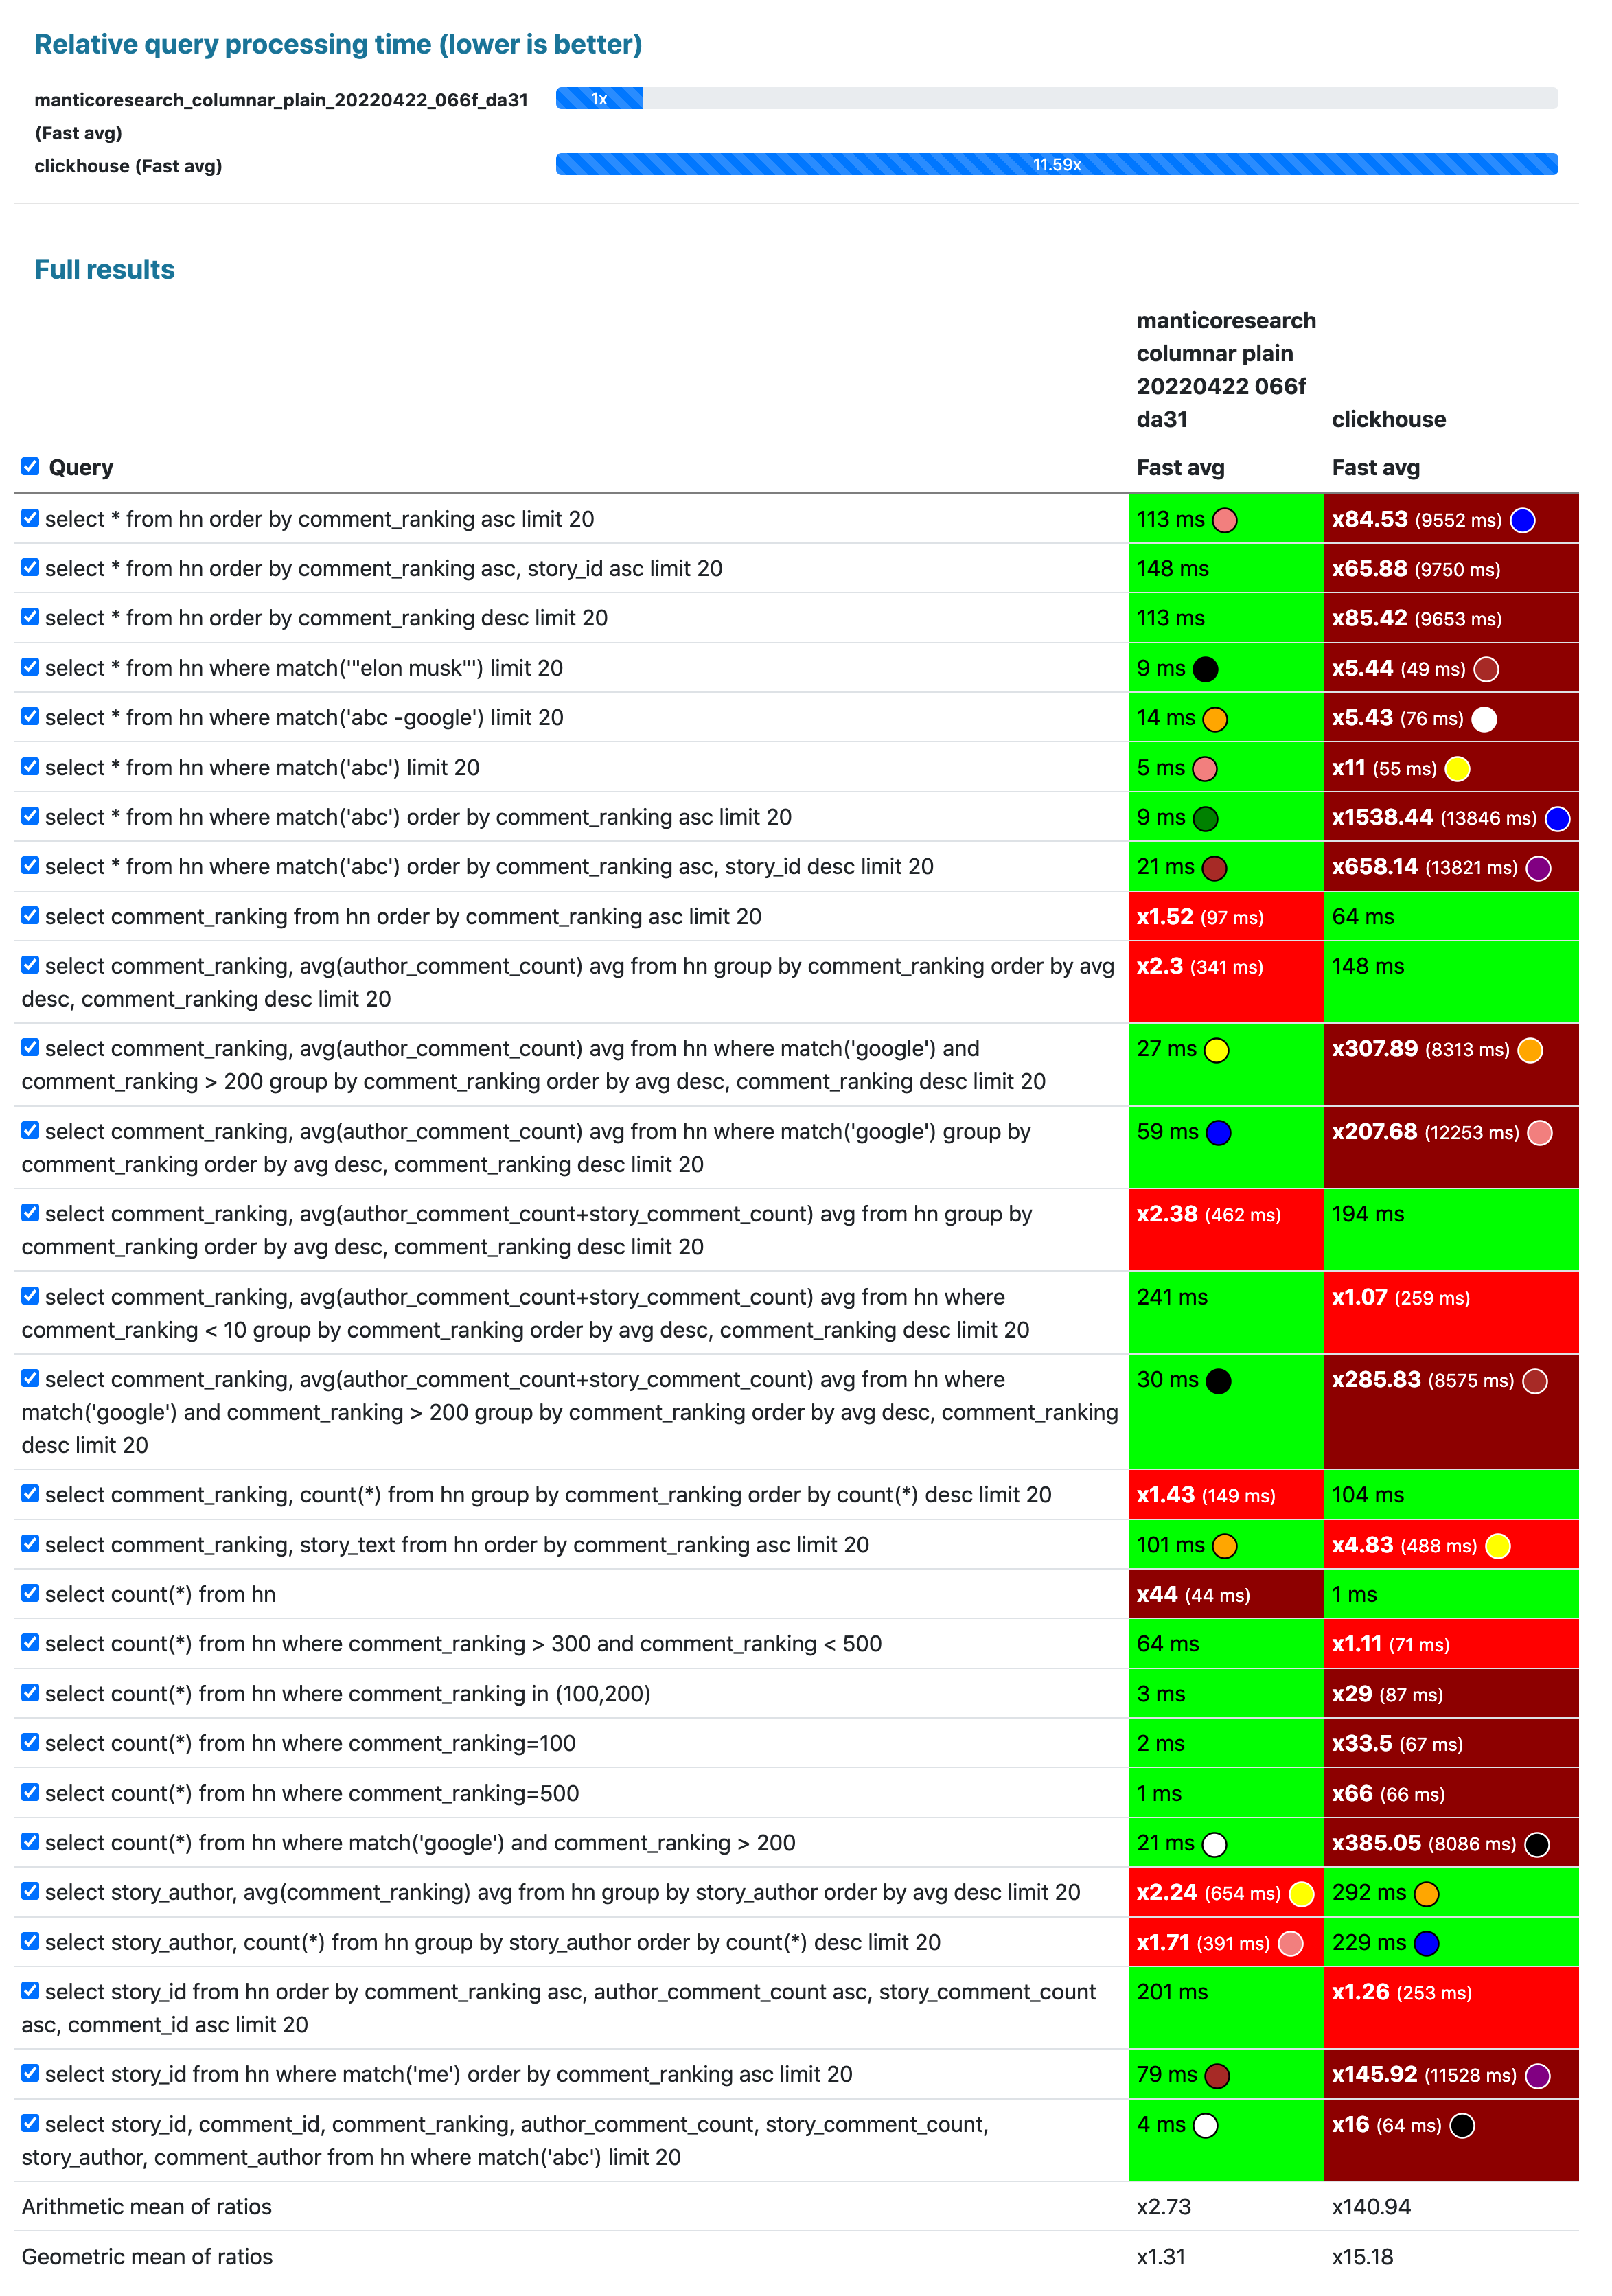 Relative query processing time (lower is better)
manticoresearch_columnar_plain_20220422_066f_da31
(Fast avg)
1x
clickhouse (Fast avg)
11.59x
Full results
manticoresearch
columnar plain
20220422 066f
da31
clickhouse
Query
Fast avg
Fast avg
select * from hn order by comment_ranking asc limit 20
113 ms
x84.53 (9552 ms)
select * from hn order by comment_ranking asc, story_id asc limit 20
148 ms
x65.88 (9750 ms)
select * from hn order by comment_ranking desc limit 20
113 ms
x85.42 (9653 ms)
select * from hn where match('"elon musk"') limit 20
9 ms
x5.44 (49 ms)
select * from hn where match('abc -google') limit 20
14 ms
x5.43 (76 ms)
select * from hn where match('abc') limit 20
5 ms
x11 (55 ms)
select * from hn where match('abc') order by comment_ranking asc limit 20
9 ms
x1538.44 (13846 ms)
select * from hn where match('abc') order by comment_ranking asc, story_id desc limit 20
21 ms
x658.14 (13821 ms)
select comment_ranking from hn order by comment_ranking asc limit 20
x1.52 (97 ms)
64 ms
select comment_ranking, avg(author_comment_count) avg from hn group by comment_ranking order by avg
desc, comment_ranking desc limit 20
x2.3 (341 ms)
148 ms
select comment_ranking, avg(author_comment_count) avg from hn where match('google') and
comment_ranking > 200 group by comment_ranking order by avg desc, comment_ranking desc limit 20
27 ms
x307.89 (8313 ms)
select comment_ranking, avg(author_comment_count) avg from hn where match('google') group by
comment_ranking order by avg desc, comment_ranking desc limit 20
59 ms
x207.68 (12253 ms)
select comment_ranking, avg(author_comment_count+story_comment_count) avg from hn group by
comment_ranking order by avg desc, comment_ranking desc limit 20
x2.38 (462 ms)
194 ms
select comment_ranking, avg(author_comment_count+story_comment_count) avg from hn where
comment_ranking < 10 group by comment_ranking order by avg desc, comment_ranking desc limit 20
241 ms
x1.07 (259 ms)
select comment_ranking, avg(author_comment_count+story_comment_count) avg from hn where
match('google') and comment_ranking > 200 group by comment_ranking order by avg desc, comment_ranking
desc limit 20
30 ms
x285.83 (8575 ms)
select comment_ranking, count(*) from hn group by comment_ranking order by count(*) desc limit 20
x1.43 (149 ms)
104 ms
select comment_ranking, story_text from hn order by comment_ranking asc limit 20
101 ms
x4.83 (488 ms)
select count(*) from hn
x44 (44 ms)
1 ms
select count(*) from hn where comment_ranking > 300 and comment_ranking < 500
64 ms
x1.11 (71 ms)
select count(*) from hn where comment_ranking in (100,200)
3 ms
x29 (87 ms)
select count(*) from hn where comment_ranking=100
2 ms
x33.5 (67 ms)
select count(*) from hn where comment_ranking=500
1 ms
x66 (66 ms)
select count(*) from hn where match('google') and comment_ranking > 200
21 ms
x385.05 (8086 ms)
select story_author, avg(comment_ranking) avg from hn group by story_author order by avg desc limit 20
x2.24 (654 ms)
292 ms
select story_author, count(*) from hn group by story_author order by count(*) desc limit 20
x1.71 (391 ms)
229 ms
select story_id from hn order by comment_ranking asc, author_comment_count asc, story_comment_count
asc, comment_id asc limit 20
201 ms
x1.26 (253 ms)
select story_id from hn where match('me') order by comment_ranking asc limit 20
79 ms
x145.92 (11528 ms)
select story_id, comment_id, comment_ranking, author_comment_count, story_comment_count,
story_author, comment_author from hn where match('abc') limit 20
4 ms
x16 (64 ms)
Arithmetic mean of ratios
x2.73
x140.94
Geometric mean of ratios
x1.31
x15.18